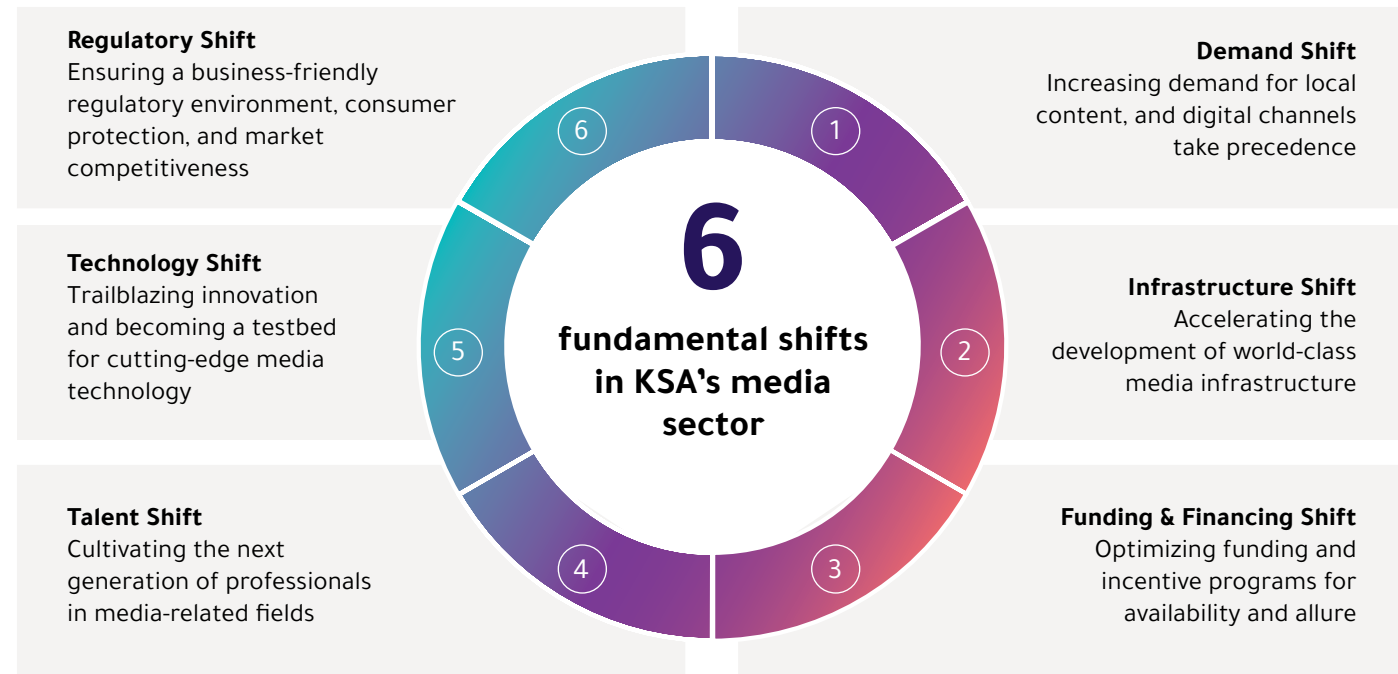 6
fundamental shifts
in KSA's media
sector
1
Demand Shift
Increasing demand for local
content, and digital channels
take precedence
2
Infrastructure Shift
Accelerating the
development of world-class
media infrastructure
3
Funding & Financing Shift
Optimizing funding and
incentive programs for
availability and allure
4
Talent Shift
Cultivating the next
generation of professionals
in media-related fields
5
Technology Shift
Trailblazing innovation
and becoming a testbed
for cutting-edge media
technology
6
Regulatory Shift
Ensuring a business-friendly
regulatory environment, consumer
protection, and market
competitiveness